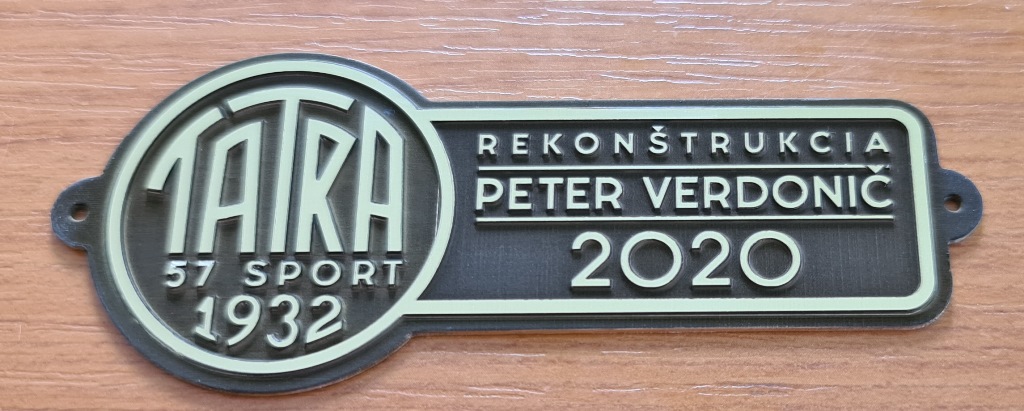 TATRA
57 SPORT
1932
REKONŠTRUKCIA
PETER VERDONIČ
2020